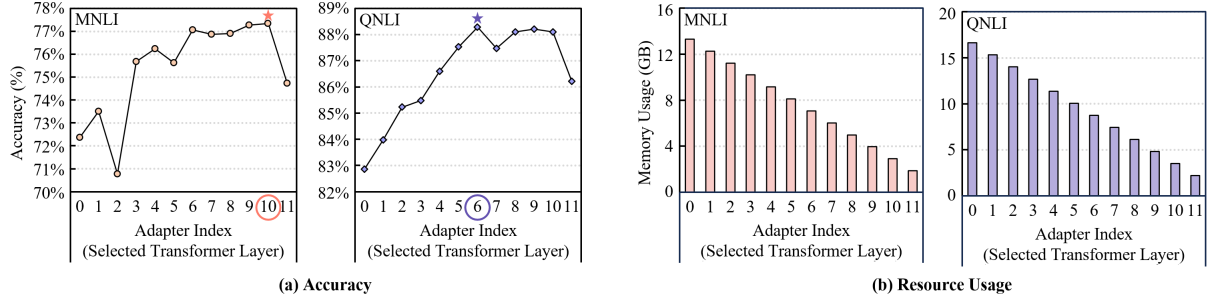 MNLI
Accuracy (%)
78%
77%
76%
75%
74%
73%
72%
71%
70%
0 1 2 3 4 5 6 7 8 9 10 11
Adapter Index
(Selected Transformer Layer)
QNLI
89%
88%
87%
86%
85%
84%
83%
82%
0 1 2 3 4 5 6 7 8 9 10 11
Adapter Index
(Selected Transformer Layer)
(a) Accuracy
MNLI
Memory Usage (GB)
16
12
8
4
0
0 1 2 3 4 5 6 7 8 9 10 11
Adapter Index
(Selected Transformer Layer)
QNLI
20
15
10
5
0
0 1 2 3 4 5 6 7 8 9 10 11
Adapter Index
(Selected Transformer Layer)
(b) Resource Usage